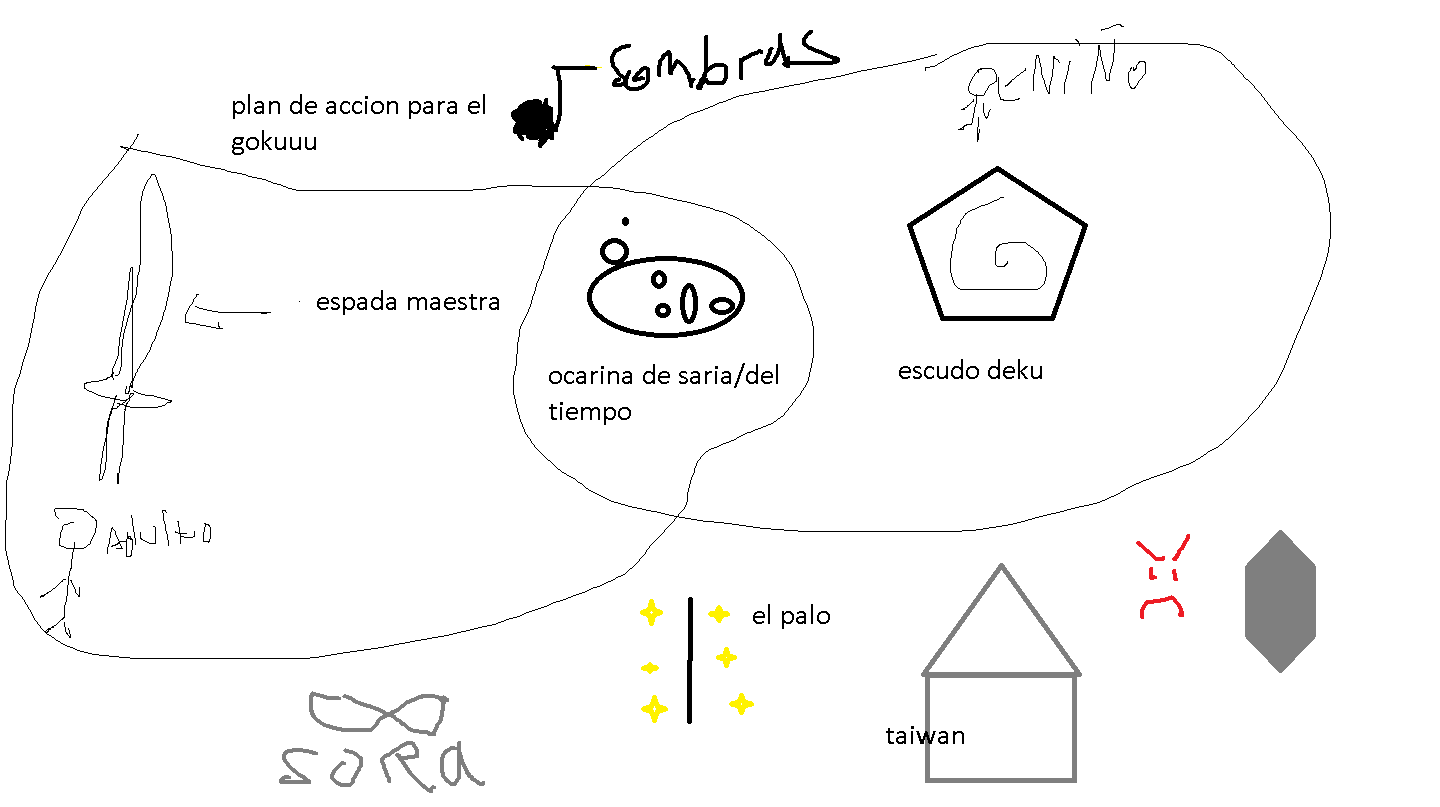 sombras
NiÑo
plan de accion para el
gokuuu
espada maestra
ocarina de saria/del
tiempo
escudo deku
Adulto
el palo
taiwan
SORA